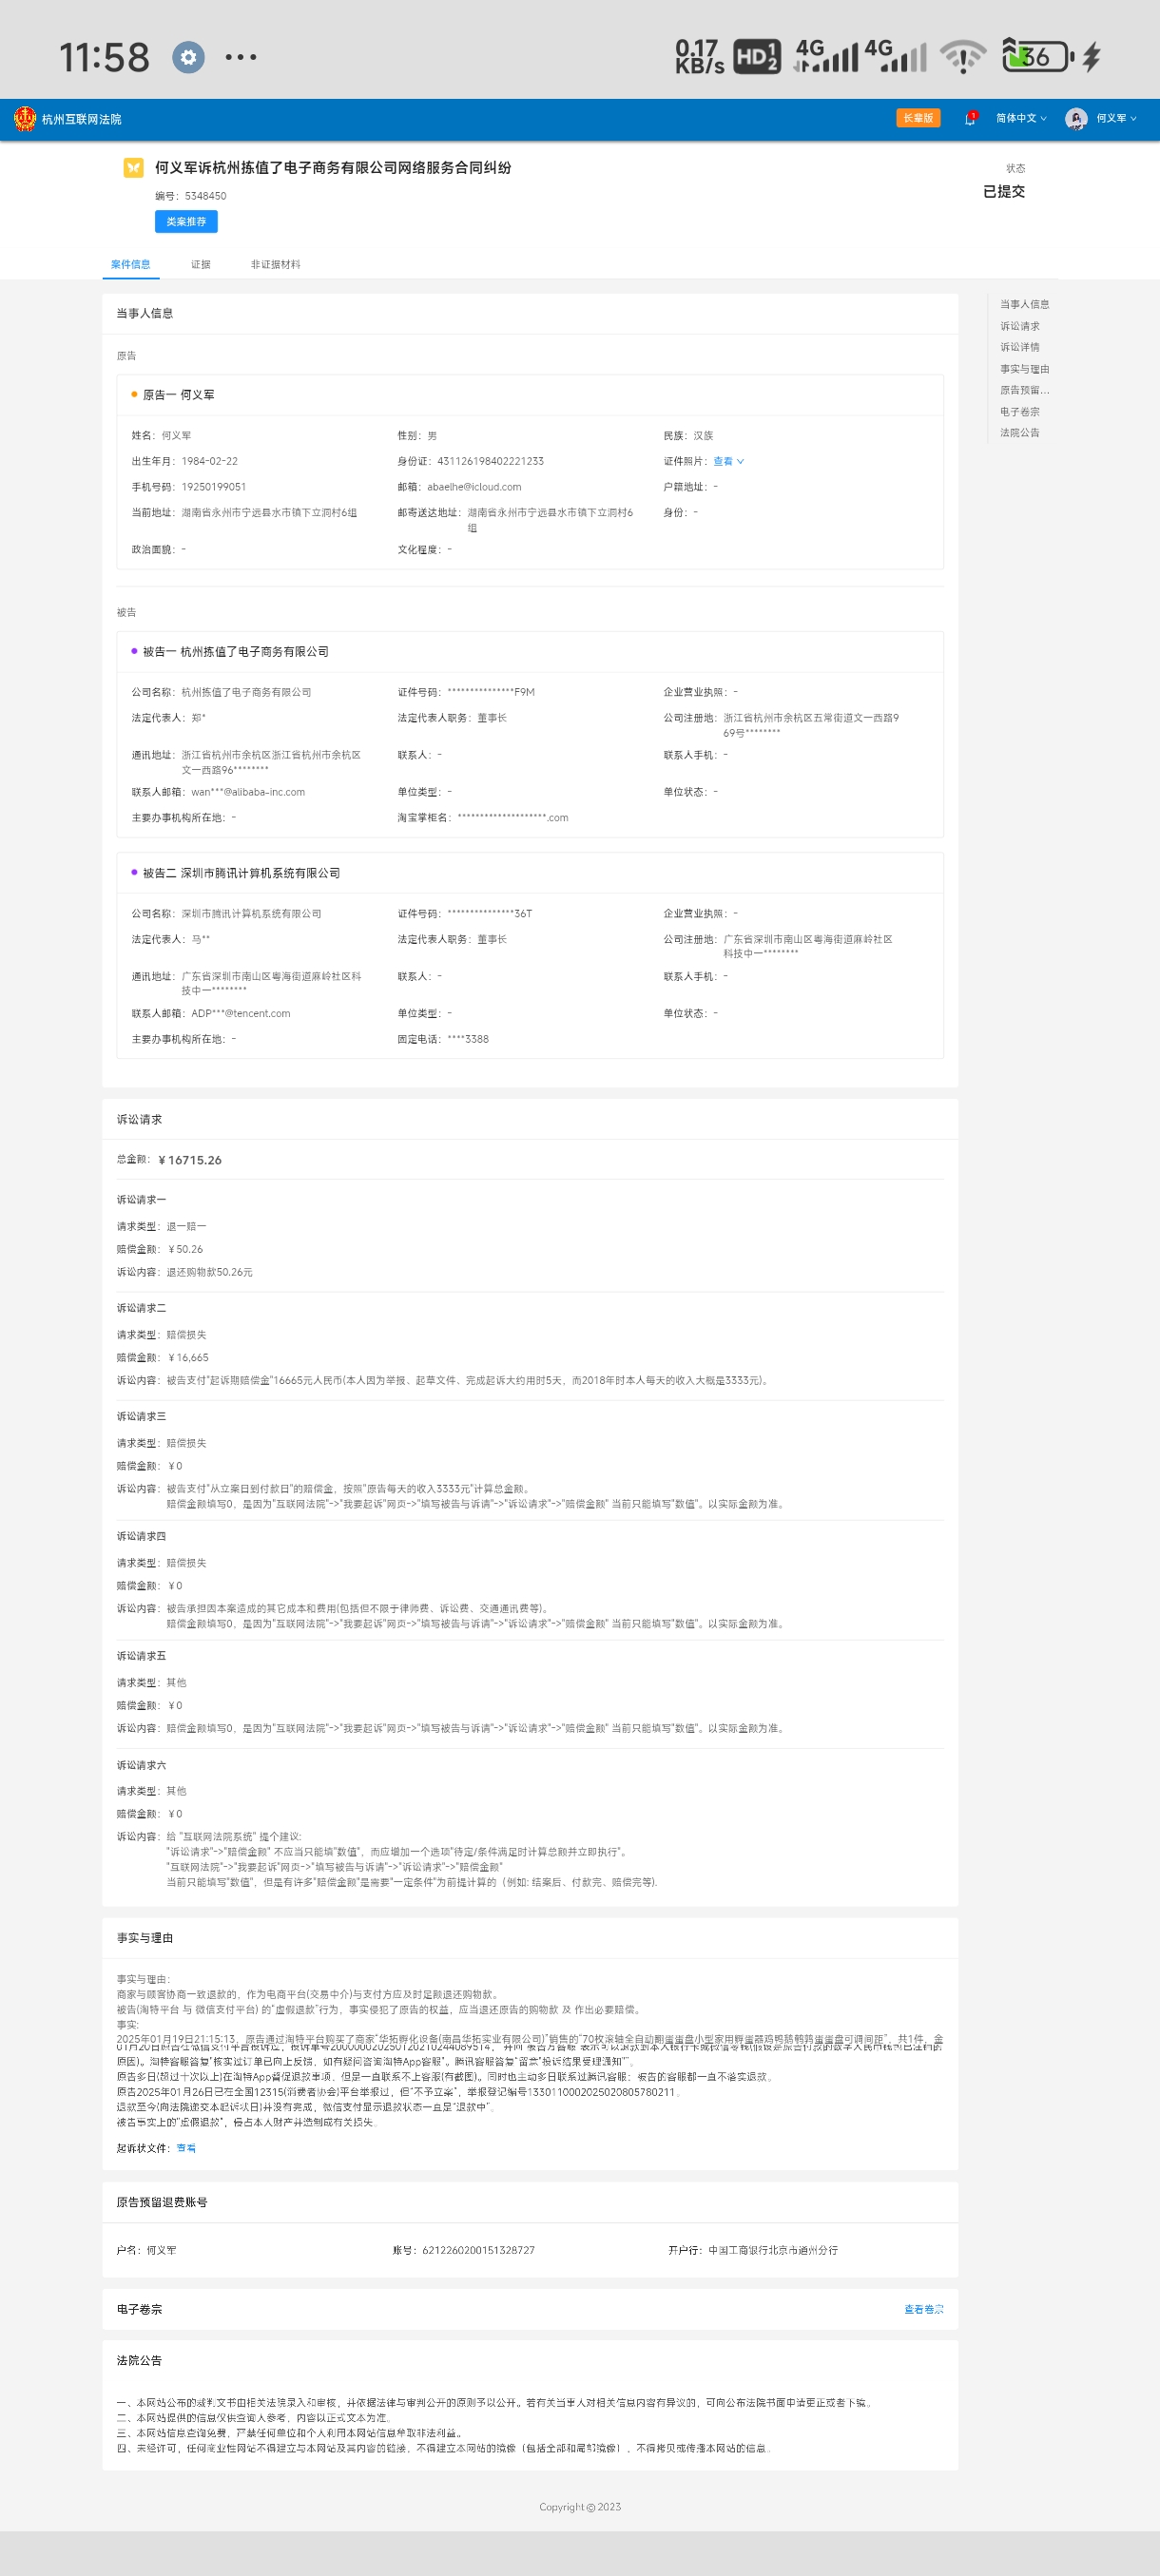 11:58
0.17 KB/s HD 1 2 4G 4G 36
杭州互联网法院
长辈版
1
简体中文
何义军
何义军诉杭州拣值了电子商务有限公司网络服务合同纠纷
状态
编号：5348450
已提交
类案推荐
案件信息 证据 非证据材料
当事人信息
当事人信息
诉讼请求
诉讼详情
事实与理由
原告预留...
电子卷宗
法院公告
原告
原告一 何义军
姓名：何义军 性别：男 民族：汉族
出生年月：1984-02-22 身份证：431126198402221233 证件照片：查看
手机号码：19250199051 邮箱：abaelhe@icloud.com 户籍地址：-
当前地址：湖南省永州市宁远县水市镇下立洞村6组 邮寄送达地址：湖南省永州市宁远县水市镇下立洞村6 身份：-
组
政治面貌：- 文化程度：-
被告
被告一 杭州拣值了电子商务有限公司
公司名称：杭州拣值了电子商务有限公司 证件号码：***************F9M 企业营业执照：-
法定代表人：郑* 法定代表人职务：董事长 公司注册地：浙江省杭州市余杭区五常街道文一西路9
69号********
通讯地址：浙江省杭州市余杭区浙江省杭州市余杭区 联系人：- 联系人手机：-
文一西路96********
联系人邮箱：wan***@alibaba-inc.com 单位类型：- 单位状态：-
主要办事机构所在地：- 淘宝掌柜名：********************.com
被告二 深圳市腾讯计算机系统有限公司
公司名称：深圳市腾讯计算机系统有限公司 证件号码：***************36T 企业营业执照：-
法定代表人：马** 法定代表人职务：董事长 公司注册地：广东省深圳市南山区粤海街道麻岭社区
科技中一********
通讯地址：广东省深圳市南山区粤海街道麻岭社区科 联系人：- 联系人手机：-
技中一********
联系人邮箱：ADP***@tencent.com 单位类型：- 单位状态：-
主要办事机构所在地：- 固定电话：****3388
诉讼请求
总金额：￥16715.26
诉讼请求一
请求类型：退一赔一
赔偿金额：￥50.26
诉讼内容：退还购物款50.26元
诉讼请求二
请求类型：赔偿损失
赔偿金额：￥16,665
诉讼内容：被告支付"起诉期赔偿金"16665元人民币(本人因为举报、起草文件、完成起诉大约用时5天，而2018年时本人每天的收入大概是3333元)。
诉讼请求三
请求类型：赔偿损失
赔偿金额：￥0
诉讼内容：被告支付"从立案日到付款日"的赔偿金，按照"原告每天的收入3333元"计算总金额。
赔偿金额填写0，是因为"互联网法院"->"我要起诉"网页->"填写被告与诉请"->"诉讼请求"->"赔偿金额" 当前只能填写"数值"。以实际金额为准。
诉讼请求四
请求类型：赔偿损失
赔偿金额：￥0
诉讼内容：被告承担因本案造成的其它成本和费用(包括但不限于律师费、诉讼费、交通通讯费等)。
赔偿金额填写0，是因为"互联网法院"->"我要起诉"网页->"填写被告与诉请"->"诉讼请求"->"赔偿金额" 当前只能填写"数值"。以实际金额为准。
诉讼请求五
请求类型：其他
赔偿金额：￥0
诉讼内容：赔偿金额填写0，是因为"互联网法院"->"我要起诉"网页->"填写被告与诉请"->"诉讼请求"->"赔偿金额" 当前只能填写"数值"。以实际金额为准。
诉讼请求六
请求类型：其他
赔偿金额：￥0
诉讼内容：给 "互联网法院系统" 提个建议:
"诉讼请求"->"赔偿金额" 不应当只能填"数值"，而应增加一个选项"待定/条件满足时计算总额并立即执行"。
"互联网法院"->"我要起诉"网页->"填写被告与诉请"->"诉讼请求"->"赔偿金额"
当前只能填写"数值"，但是有许多"赔偿金额"是需要"一定条件"为前提计算的（例如: 结案后、付款完、赔偿完等).
事实与理由
事实与理由：
商家与顾客协商一致退款的，作为电商平台(交易中介)与支付方应及时足额退还购物款。
被告(淘特平台 与 微信支付平台) 的"虚假退款"行为，事实侵犯了原告的权益，应当退还原告的购物款 及 作出必要赔偿。
事实:
2025年01月19日21:15:13，原告通过淘特平台购买了商家"华拓孵化设备(南昌华拓实业有限公司)"销售的"70枚滚轴全自动翻蛋蛋盘小型家用孵蛋器鸡鸭鹅鹌鹑蛋蛋盘可调间距"，共1件，金
原因)。淘特客服答复"核实过订单已向上反馈，如有疑问咨询淘特App客服"。腾讯客服答复"留意"投诉结果受理通知""。
原告多日(超过十次以上)在淘特App督促退款事项，但是一直联系不上客服(有截图)。同时也主动多日联系过腾讯客服；被告的客服都一直不落实退款。
原告2025年01月26日已在全国12315(消费者协会)平台举报过，但"不予立案"，举报登记编号1330110002025020805780211。
退款至今(向法院递交本起诉状日)并没有完成，微信支付显示退款状态一直是"退款中"。
被告事实上的"虚假退款"，侵占本人财产并造制成有关损失。
起诉状文件：查看
原告预留退费账号
户名：何义军 账号：6212260200151328727 开户行：中国工商银行北京市通州分行
电子卷宗 查看卷宗
法院公告
一、本网站公布的裁判文书由相关法院录入和审核，并依据法律与审判公开的原则予以公开。若有关当事人对相关信息内容有异议的，可向公布法院书面申请更正或者下镜。
二、本网站提供的信息仅供查询人参考，内容以正式文本为准。
三、本网站信息查询免费，严禁任何单位和个人利用本网站信息牟取非法利益。
四、未经许可，任何商业性网站不得建立与本网站及其内容的链接，不得建立本网站的镜像（包括全部和局部镜像），不得拷贝或传播本网站的信息。
Copyright © 2023